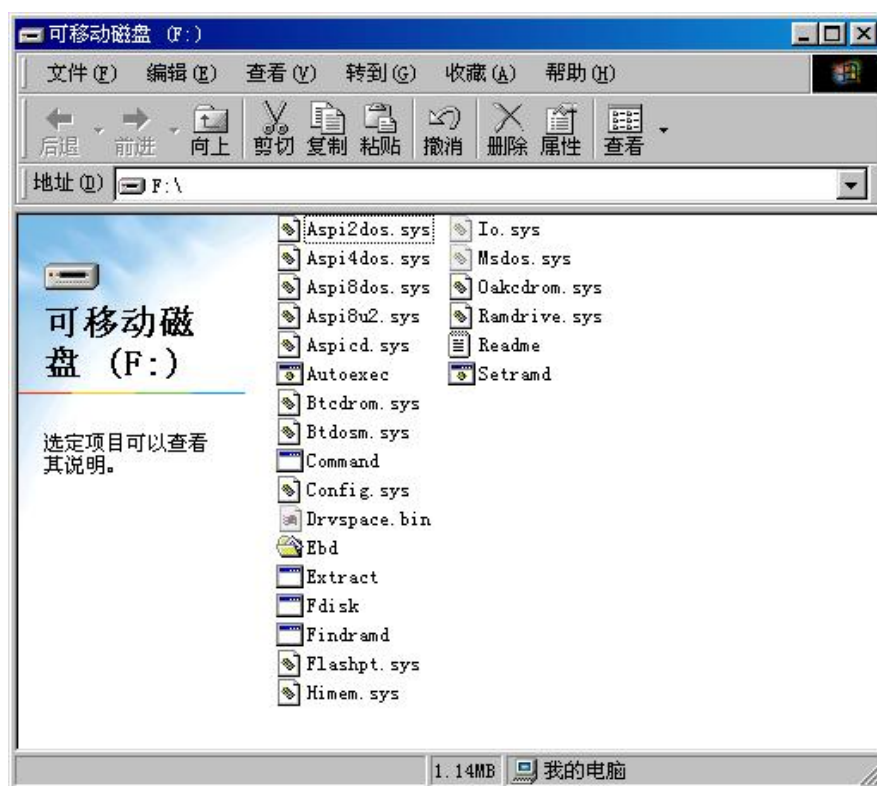 可移动磁盘 (F:)
文件(F) 编辑(E) 查看(V) 转到(G) 收藏(A) 帮助(H)
后退 前进 向上 剪切 复制 粘贴 撤消 删除 属性 查看
地址(D) F:\
可移动磁
盘 (F:)
选定项目可以查看
其说明。
Aspi2dos.sys
Aspi4dos.sys
Aspi8dos.sys
Aspi8u2.sys
Aspicd.sys
Autoexec
Btcdrom.sys
Btdosm.sys
Command
Config.sys
Drvspace.bin
Ebd
Extract
Fdisk
Findramd
Flashpt.sys
Himem.sys
Io.sys
Msdos.sys
Oakcdrom.sys
Ramdrive.sys
Readme
Setramd
1.14MB 我的电脑